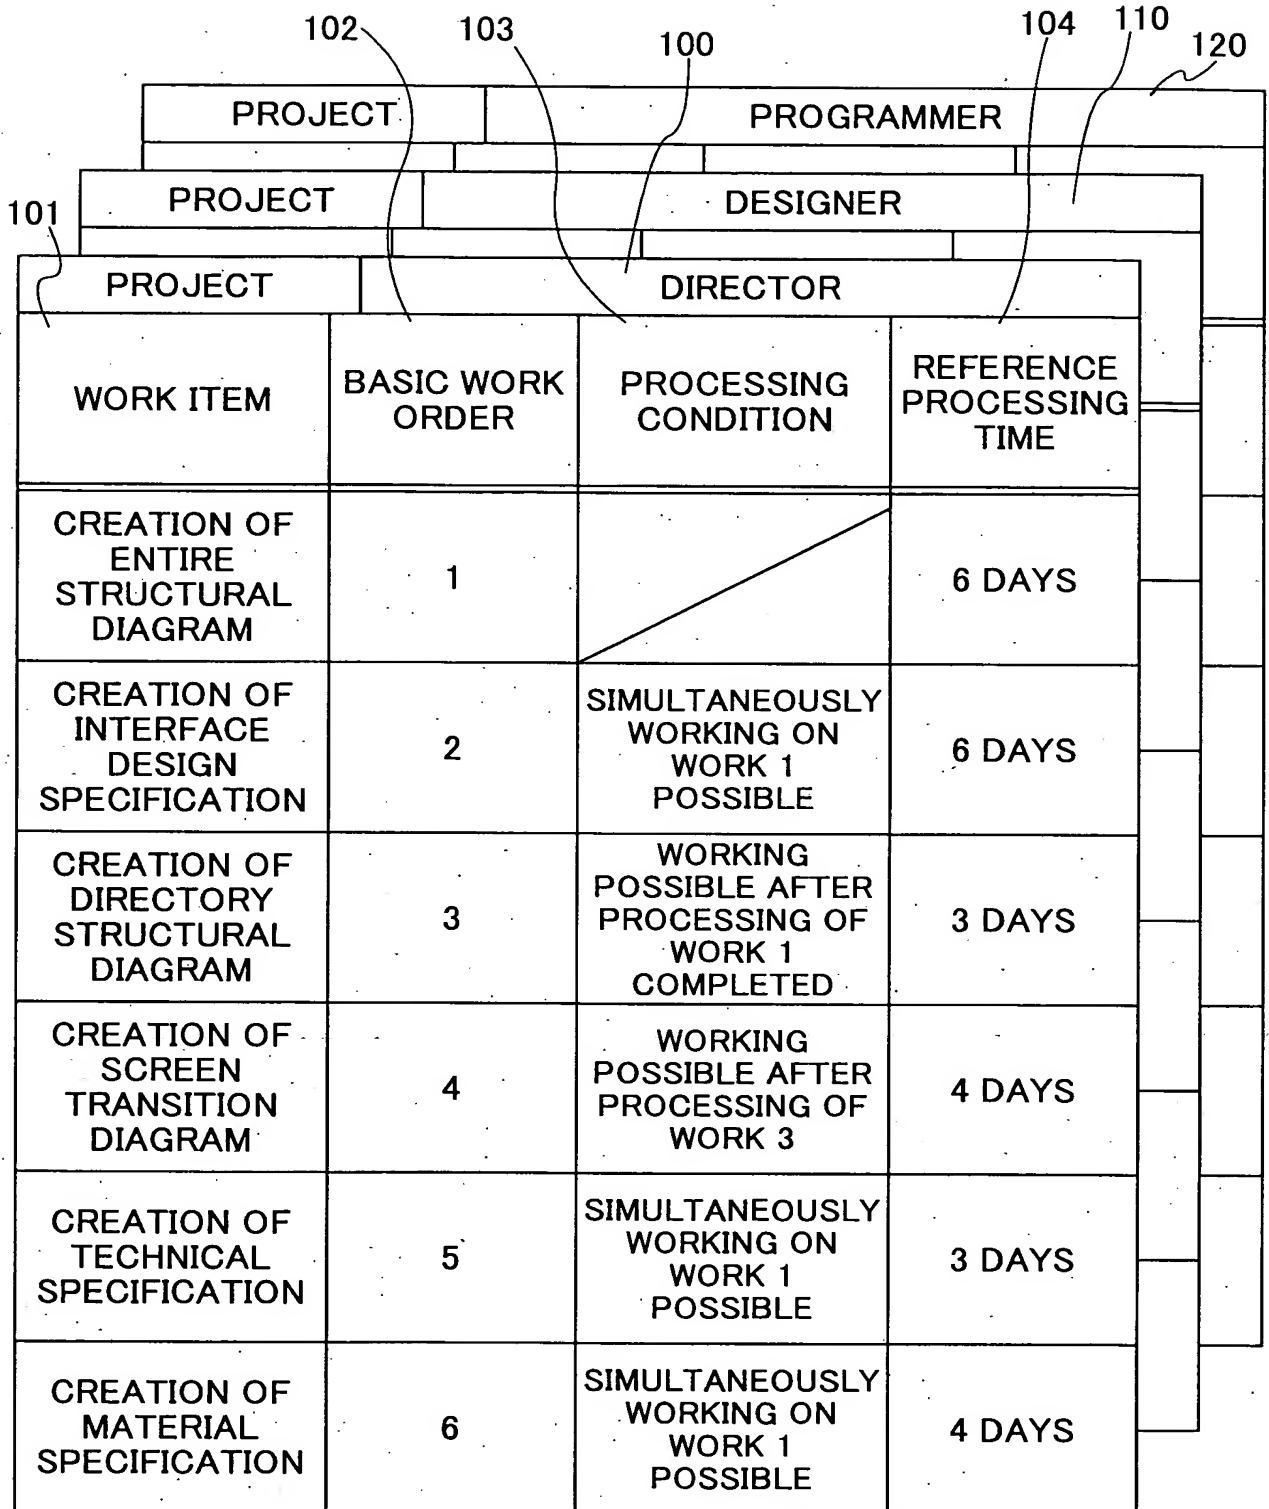 102
103
100
104
110
120
PROJECT
PROGRAMMER
PROJECT
DESIGNER
101
PROJECT
DIRECTOR
WORK ITEM
BASIC WORK
ORDER
PROCESSING
CONDITION
REFERENCE
PROCESSING
TIME
CREATION OF
ENTIRE
STRUCTURAL
DIAGRAM
1
6 DAYS
CREATION OF
INTERFACE
DESIGN
SPECIFICATION
2
SIMULTANEOUSLY
WORKING ON
WORK 1
POSSIBLE
6 DAYS
CREATION OF
DIRECTORY
STRUCTURAL
DIAGRAM
3
WORKING
POSSIBLE AFTER
PROCESSING OF
WORK 1
COMPLETED
3 DAYS
CREATION OF
SCREEN
TRANSITION
DIAGRAM
4
WORKING
POSSIBLE AFTER
PROCESSING OF
WORK 3
4 DAYS
CREATION OF
TECHNICAL
SPECIFICATION
5
SIMULTANEOUSLY
WORKING ON
WORK 1
POSSIBLE
3 DAYS
CREATION OF
MATERIAL
SPECIFICATION
6
SIMULTANEOUSLY
WORKING ON
WORK 1
POSSIBLE
4 DAYS